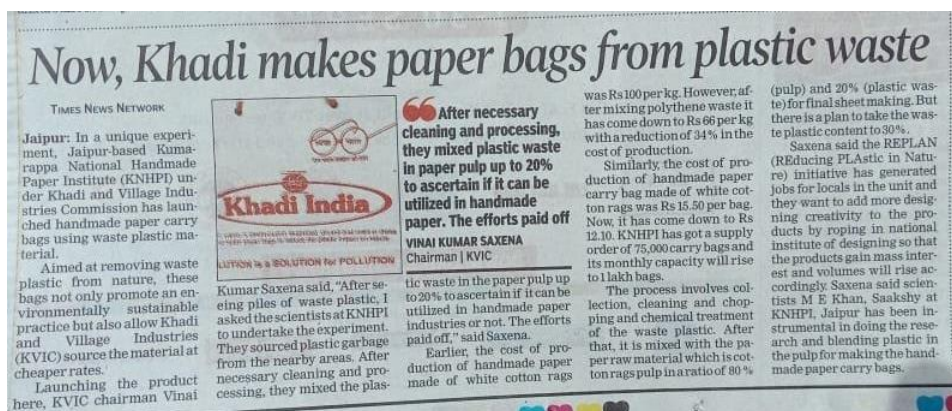 Now, Khadi makes paper bags from plastic waste
TIMES NEWS NETWORK
Jaipur: In a unique experi-
ment, Jaipur-based Kuma-
rappa National Handmade
Paper Institute (KNHPI) un-
der Khadi and Village Indu-
stries Commission has laun-
ched handmade paper carry
bags using waste plastic ma-
terial.
Aimed at removing waste
plastic from nature, these
bags not only promote an en-
vironmentally sustainable
practice but also allow Khadi
and Village Industries
(KVIC) source the material at
cheaper rates.
Launching the product
here, KVIC chairman Vinai
Khadi India
LUTION is a SOLUTION for POLLUTION
Kumar Saxena said, "After se-
eing piles of waste plastic, I
asked the scientists at KNHPI
to undertake the experiment.
They sourced plastic garbage
from the nearby areas. After
necessary cleaning and pro-
cessing, they mixed the plas-
After necessary
cleaning and processing,
they mixed plastic waste
in paper pulp up to 20%
to ascertain if it can be
utilized in handmade
paper. The efforts paid off
VINAI KUMAR SAXENA
Chairman | KVIC
tic waste in the paper pulp up
to 20% to ascertain if it can be
utilized in handmade paper
industries or not. The efforts
paid off," said Saxena.
Earlier, the cost of pro-
duction of handmade paper
made of white cotton rags
was Rs 100 per kg. However, af-
ter mixing polythene waste it
has come down to Rs 66 per kg
with a reduction of 34% in the
cost of production.
Similarly, the cost of pro-
duction of handmade paper
carry bag made of white cot-
ton rags was Rs 15.50 per bag.
Now, it has come down to Rs
12.10. KNHPI has got a supply
order of 75,000 carry bags and
its monthly capacity will rise
to 1 lakh bags.
The process involves col-
lection, cleaning and chop-
ping and chemical treatment
of the waste plastic. After
that, it is mixed with the pa-
per raw material which is cot-
ton rags pulp in a ratio of 80 %
(pulp) and 20% (plastic was-
te) for final sheet making. But
there is a plan to take the was-
te plastic content to 30%.
Saxena said the REPLAN
(REducing PLAstic in Natu-
re) initiative has generated
jobs for locals in the unit and
they want to add more desig-
ning creativity to the pro-
ducts by roping in national
institute of designing so that
the products gain mass inter-
est and volumes will rise ac-
cordingly. Saxena said scien-
tists M E Khan, Saakshy at
KNHPI, Jaipur has been in-
strumental in doing the rese-
arch and blending plastic in
the pulp for making the hand-
made paper carry bags.